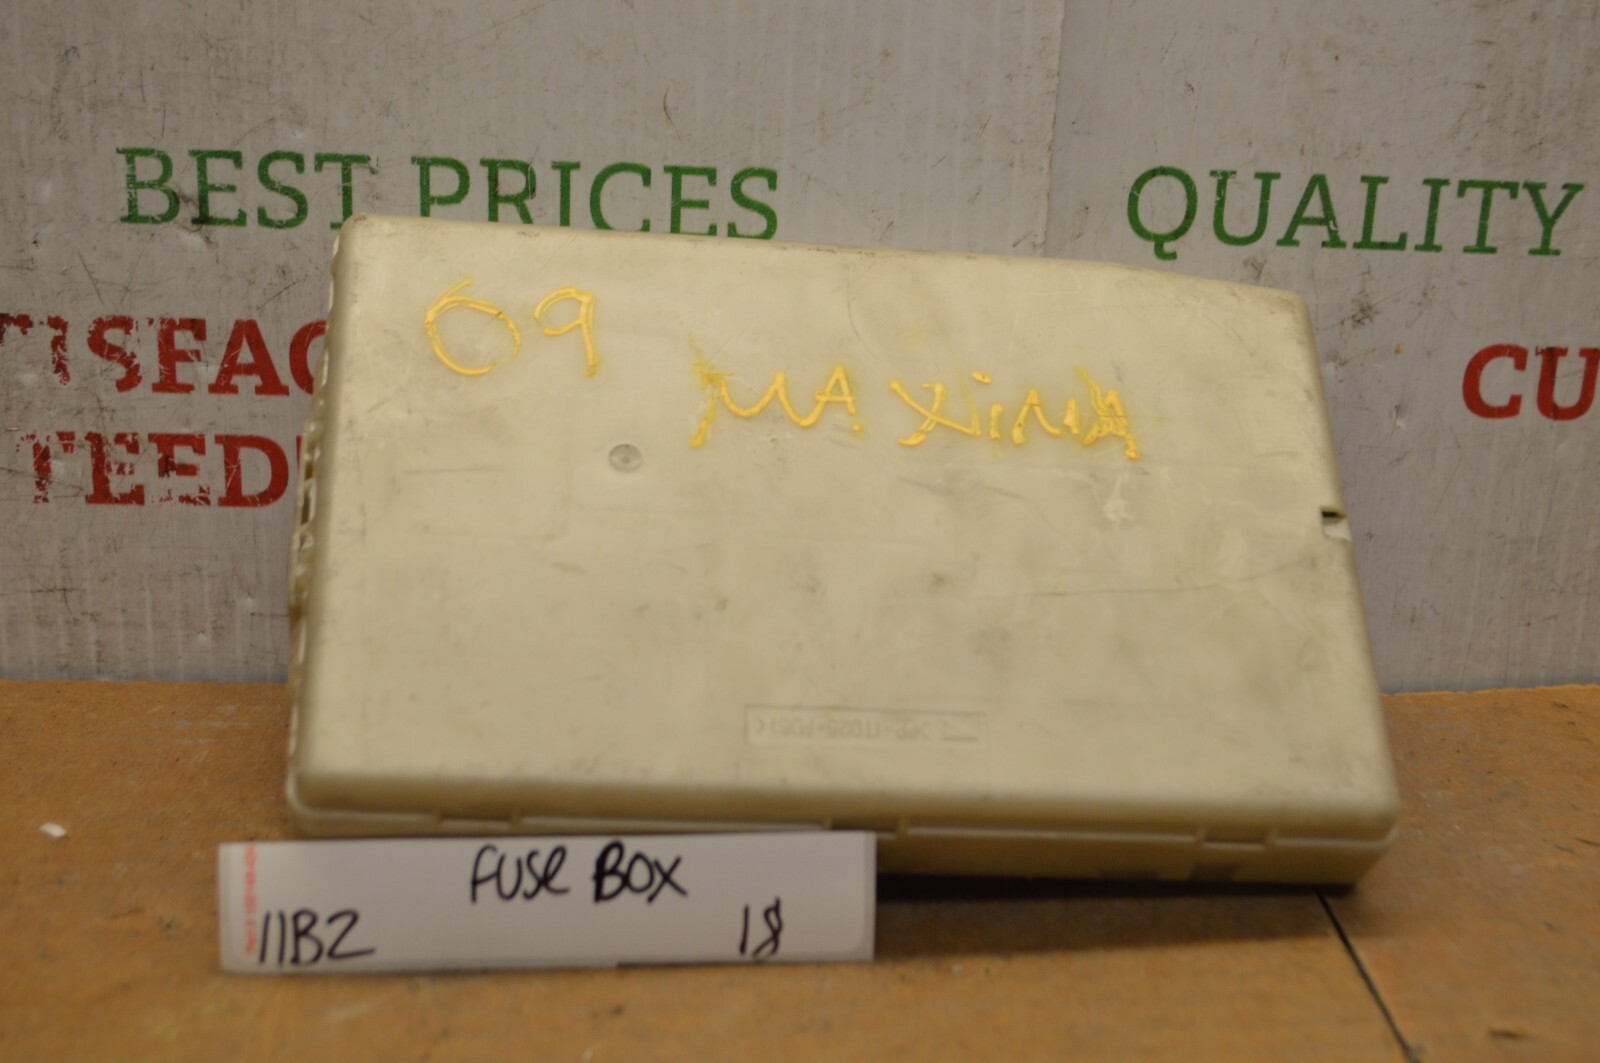 BEST PRICES
QUALITY
TISFAC
CU
TEED
09 MAXiMA
FUSE BOX
11B2 18